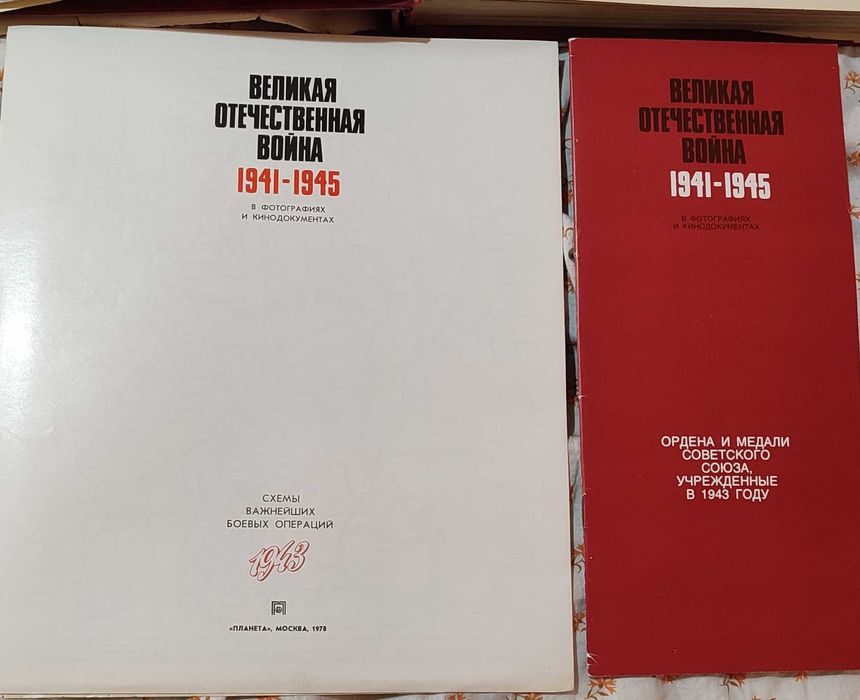 ВЕЛИКАЯ
ОТЕЧЕСТВЕННАЯ
ВОЙНА
1941-1945
В ФОТОГРАФИЯХ
И КИНОДОКУМЕНТАХ
СХЕМЫ
ВАЖНЕЙШИХ
БОЕВЫХ ОПЕРАЦИЙ
1943
«ПЛАНЕТА», МОСКВА, 1978
ВЕЛИКАЯ
ОТЕЧЕСТВЕННАЯ
ВОЙНА
1941-1945
В ФОТОГРАФИЯХ
И КИНОДОКУМЕНТАХ
ОРДЕНА И МЕДАЛИ
СОВЕТСКОГО
СОЮЗА,
УЧРЕЖДЕННЫЕ
В 1943 ГОДУ